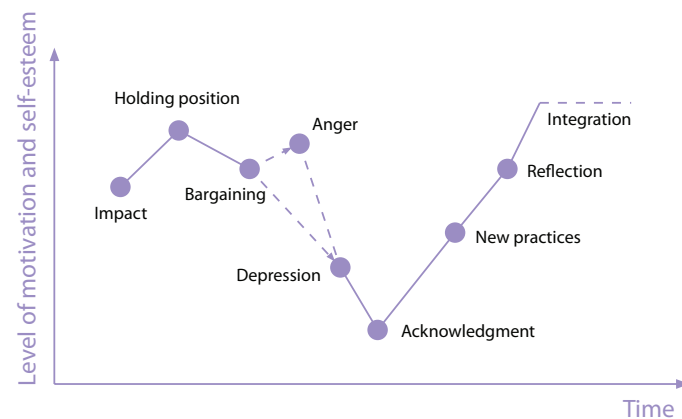 Level of motivation and self-esteem
Holding position
Anger
Integration
Impact
Bargaining
Reflection
New practices
Depression
Acknowledgment
Time